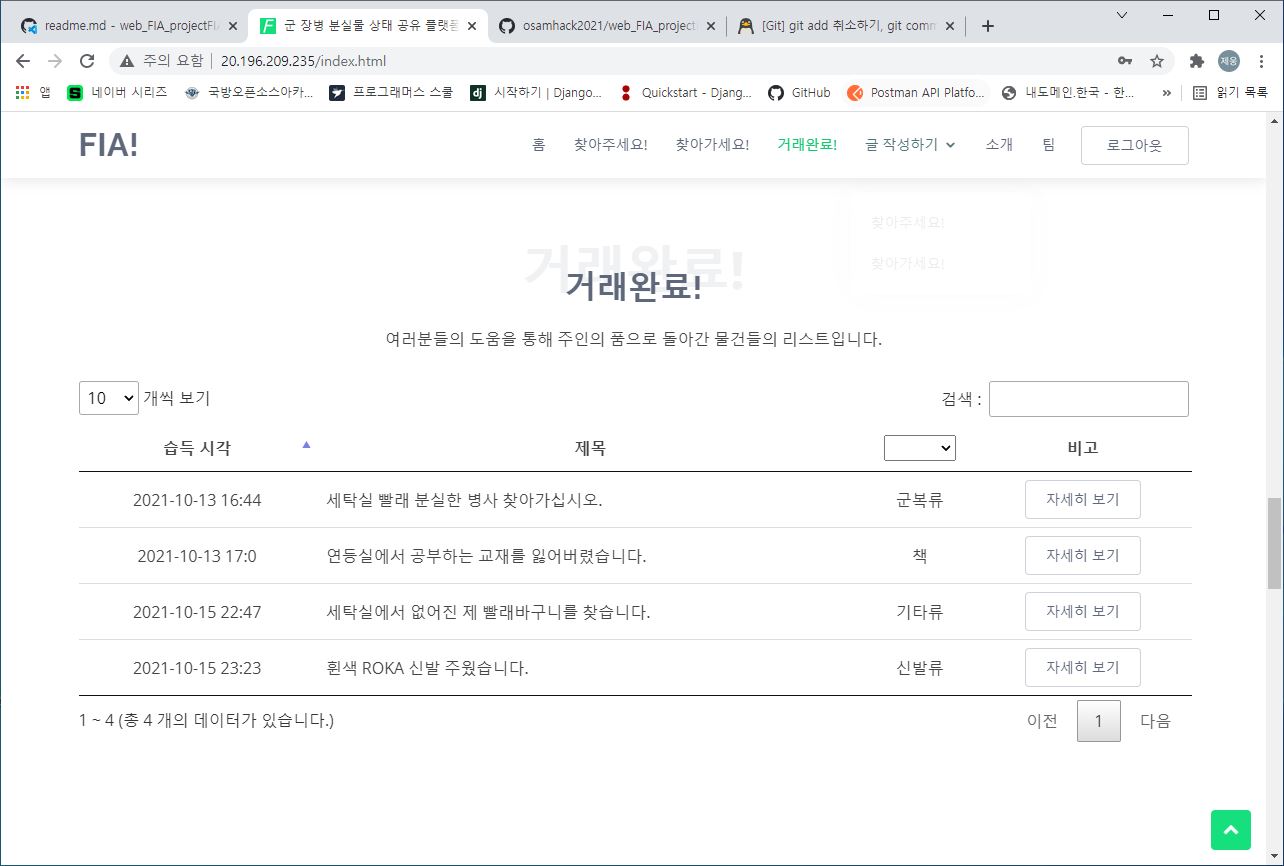 readme.md - web_FIA_projectFIA
군 장병 분실물 상태 공유 플랫폼
osamhack2021/web_FIA_project
[Git] git add 취소하기, git comm
주의 요함 20.196.209.235/index.html
제웅
앱
네이버 시리즈
국방오픈소스아카...
프로그래머스 스쿨
시작하기 | Django...
Quickstart - Djang...
GitHub
Postman API Platfo...
내도메인.한국 - 한...
»
읽기 목록
FIA!
홈
찾아주세요!
찾아가세요!
거래완료!
글 작성하기
소개
팀
로그아웃
찾아주세요!
찾아가세요!
거래완료!
거래완료!
여러분들의 도움을 통해 주인의 품으로 돌아간 물건들의 리스트입니다.
10 개씩 보기
검색 :
습득 시각 제목 비고
2021-10-13 16:44 세탁실 빨래 분실한 병사 찾아가십시오. 군복류 자세히 보기
2021-10-13 17:0 연등실에서 공부하는 교재를 잃어버렸습니다. 책 자세히 보기
2021-10-15 22:47 세탁실에서 없어진 제 빨래바구니를 찾습니다. 기타류 자세히 보기
2021-10-15 23:23 흰색 ROKA 신발 주웠습니다. 신발류 자세히 보기
1 ~ 4 (총 4 개의 데이터가 있습니다.)
이전 1 다음